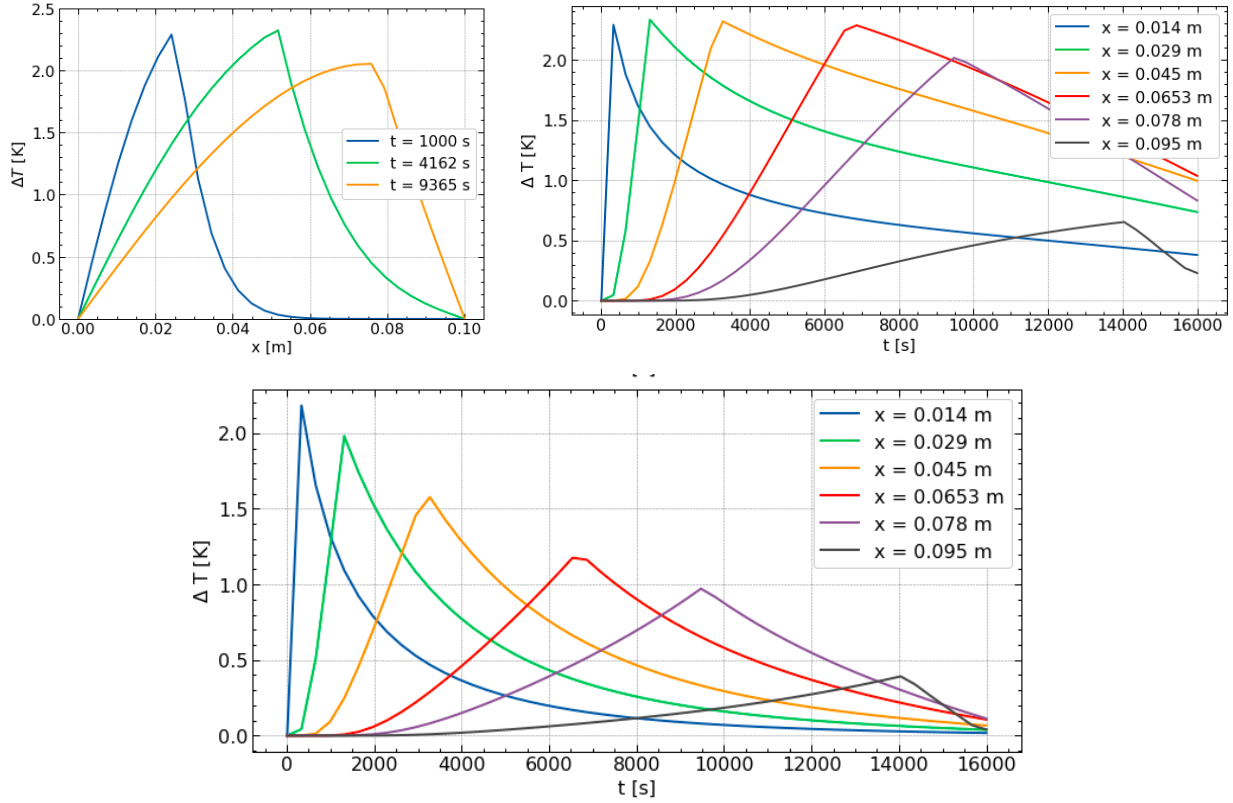 2.5
2.0
1.5
1.0
0.5
0.0
ΔT [K]
0.00 0.02 0.04 0.06 0.08 0.10
x [m]
t = 1000 s
t = 4162 s
t = 9365 s
2.0
1.5
1.0
0.5
0.0
Δ T [K]
0 2000 4000 6000 8000 10000 12000 14000 16000
t [s]
x = 0.014 m
x = 0.029 m
x = 0.045 m
x = 0.0653 m
x = 0.078 m
x = 0.095 m
2.0
1.5
1.0
0.5
0.0
Δ T [K]
0 2000 4000 6000 8000 10000 12000 14000 16000
t [s]
x = 0.014 m
x = 0.029 m
x = 0.045 m
x = 0.0653 m
x = 0.078 m
x = 0.095 m